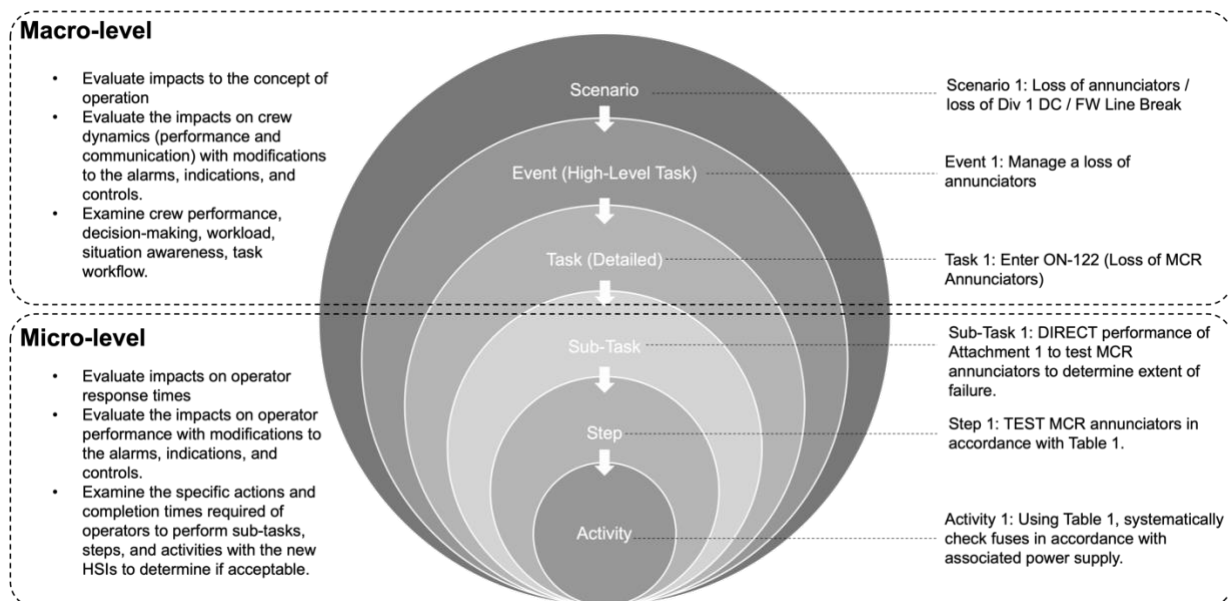 Macro-level
• Evaluate impacts to the concept of
operation
• Evaluate the impacts on crew
dynamics (performance and
communication) with modifications
to the alarms, indications, and
controls.
• Examine crew performance,
decision-making, workload,
situation awareness, task
workflow.
Scenario
Scenario 1: Loss of annunciators /
loss of Div 1 DC / FW Line Break
Event (High-Level Task)
Event 1: Manage a loss of
annunciators
Task (Detailed)
Task 1: Enter ON-122 (Loss of MCR
Annunciators)
Micro-level
• Evaluate impacts on operator
response times
• Evaluate the impacts on operator
performance with modifications to
the alarms, indications, and
controls.
• Examine the specific actions and
completion times required of
operators to perform sub-tasks,
steps, and activities with the new
HSIs to determine if acceptable.
Sub-Task
Sub-Task 1: DIRECT performance of
Attachment 1 to test MCR
annunciators to determine extent of
failure.
Step
Step 1: TEST MCR annunciators in
accordance with Table 1.
Activity
Activity 1: Using Table 1, systematically
check fuses in accordance with
associated power supply.